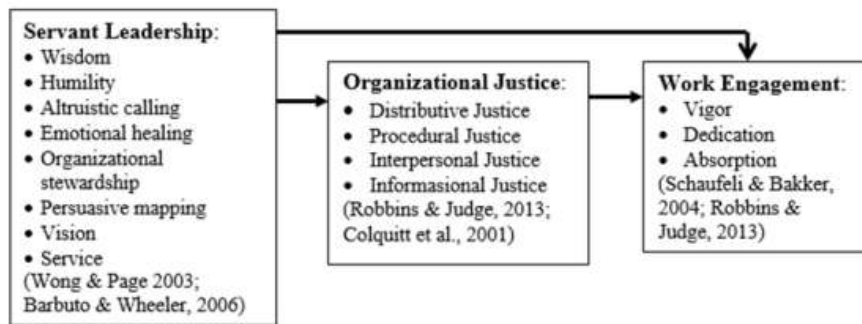 Servant Leadership:
• Wisdom
• Humility
• Altruistic calling
• Emotional healing
• Organizational
stewardship
• Persuasive mapping
• Vision
• Service
(Wong & Page 2003;
Barbuto & Wheeler, 2006)
Organizational Justice:
• Distributive Justice
• Procedural Justice
• Interpersonal Justice
• Informasional Justice
(Robbins & Judge, 2013;
Colquitt et al., 2001)
Work Engagement:
• Vigor
• Dedication
• Absorption
(Schaufeli & Bakker,
2004; Robbins &
Judge, 2013)